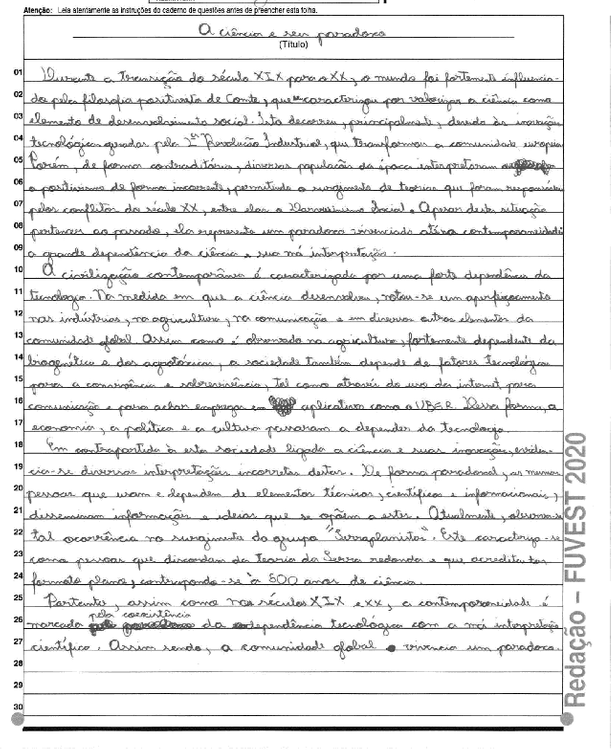 Atenção: Leia atentamente as instruções do caderno de questões antes de preencher esta folha.
A ciência e seu paradoxo
(Título)
01 Durante a transição do século XIX para o XX, o mundo foi fortemente influencia-
02 do pela filosofia positivista de Comte, que caracterizou por valorizar a ciência como
03 elemento de desenvolvimento social. Isto decorreu, principalmente, devido às inovações
04 tecnológicas geradas pela 2ª Revolução Industrial, que transformou a comunidade europeia
05 Porém, de forma contraditória, diversas populações da época interpretaram
06 o positivismo de forma incoerente, permitindo o surgimento de teorias que foram responsáveis
07 pelos conflitos do século XX, entre elas o Darwinismo Social. Apesar desta situação
08 pertencer ao passado, ela representa um paradoxo vivenciado até a contemporaneidade
09 a grande dependência da ciência e sua má interpretação.
10 A civilização contemporânea é caracterizada por uma forte dependência da
11 tecnologia. Na medida em que a ciência desenvolveu, notou-se um aperfeiçoamento
12 nas indústrias, na agricultura, na comunicação e em diversos outros elementos da
13 comunidade global. Assim como é observado na agricultura, fortemente dependente da
14 biogenética e dos agrotóxicos, a sociedade também depende de fatores tecnológicos
15 para a convivência e sobrevivência, tal como através do uso da internet, para
16 comunicação e para achar empregos em aplicativos como o UBER. Dessa forma, a
17 economia, a política e a cultura passaram a depender da tecnologia.
18 Em contrapartida à esta sociedade ligada a ciência e suas inovações, eviden-
19 cia-se diversas interpretações incorretas destas. De forma paradoxal, as mesmas
20 pessoas que usam e dependem de elementos técnicos, científicos e informacionais,
21 disseminam informações e ideias que se opõem a estes. Atualmente, observou-se
22 tal ocorrência no surgimento do grupo "Terraplanistas". Este caracteriza-se
23 como pessoas que discordam da teoria da Terra redonda e que acredita ter
24 formato plano, contrapondo-se à 500 anos de ciência.
25 Portanto, assim como nos séculos XIX e XX, a contemporaneidade é
26 marcado pela coexistência da dependência tecnológica com a má interpretação
27 científica. Assim sendo, a comunidade global vivencia um paradoxo.
28
29
30
Redação – FUVEST 2020